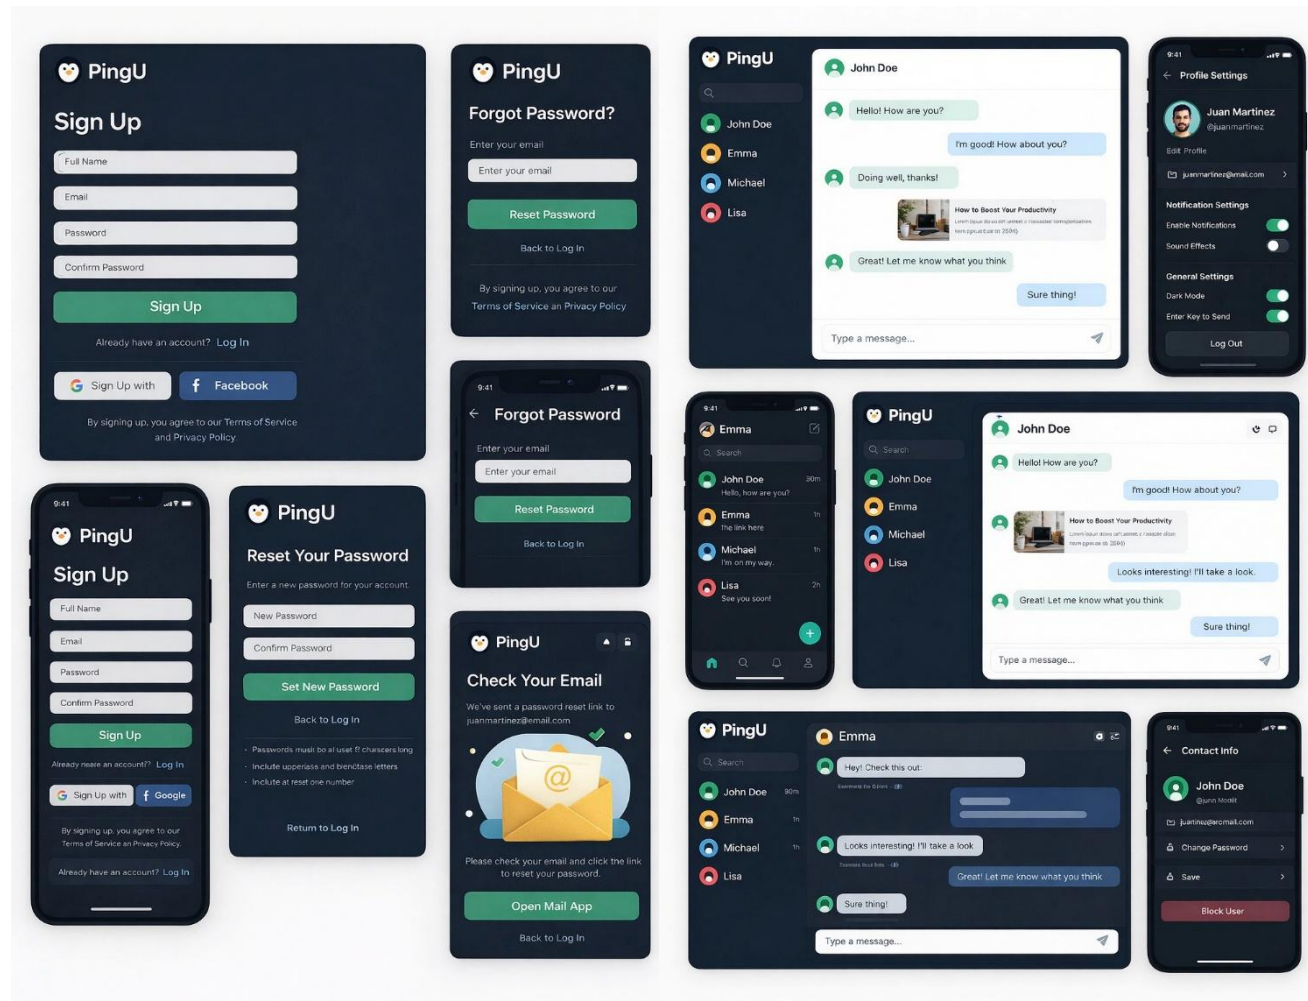 PingU
Sign Up
Full Name
Email
Password
Confirm Password
Sign Up
Already have an account? Log In
G Sign Up with
f Facebook
By signing up, you agree to our Terms of Service
and Privacy Policy.
PingU
Forgot Password?
Enter your email
Enter your email
Reset Password
Back to Log In
By signing up, you agree to our
Terms of Service an Privacy Policy
9:41
Forgot Password
Enter your email
Enter your email
Reset Password
Back to Log In
9:41
PingU
Sign Up
Full Name
Email
Password
Confirm Password
Sign Up
Already neare an account?? Log In
G Sign Up with
f Google
By signing up, you agree to our
Terms of Service an Privacy Policy.
Already have an account? Log In
PingU
Reset Your Password
Enter a new password for your account.
New Password
Confirm Password
Set New Password
Back to Log In
Return to Log In
PingU
Check Your Email
We've sent a password reset link to
juanmartinez@email.com
@
Please check your email and click the link
to reset your password.
Open Mail App
Back to Log In
PingU
John Doe
Emma
Michael
Lisa
John Doe
Hello! How are you?
I'm good! How about you?
Doing well, thanks!
How to Boost Your Productivity
Great! Let me know what you think
Sure thing!
Type a message...
9:41
Profile Settings
Juan Martinez
@juanmartinez
Edit Profile
Notification Settings
Enable Notifications
Sound Effects
General Settings
Dark Mode
Enter Key to Send
Log Out
9:41
Emma
Search
John Doe 30m
Hello, how are you?
Emma 1h
The link here
Michael 1h
I'm on my way.
Lisa 2h
See you soon!
PingU
Search
John Doe
Emma
Michael
Lisa
John Doe
Hello! How are you?
I'm good! How about you?
How to Boost Your Productivity
Looks interesting! I'll take a look.
Great! Let me know what you think
Sure thing!
Type a message...
PingU
Search
John Doe 90m
Emma 1h
Michael 1h
Lisa
Emma
Hey! Check this out:
Looks interesting! I'll take a look
Great! Let me know what you think
Sure thing!
Type a message...
9:41
Contact Info
John Doe
Change Password
Save
Block User